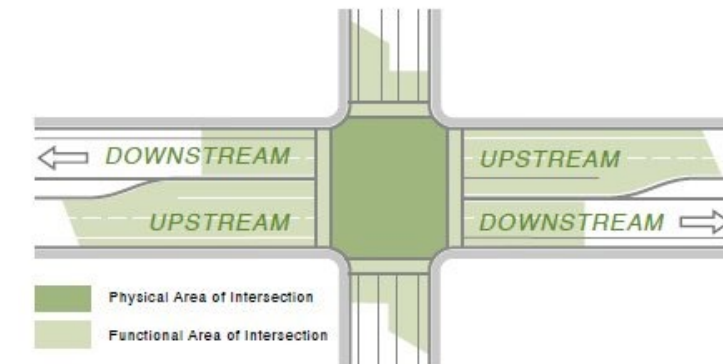 DOWNSTREAM
UPSTREAM
UPSTREAM
DOWNSTREAM
Physical Area of Intersection
Functional Area of Intersection